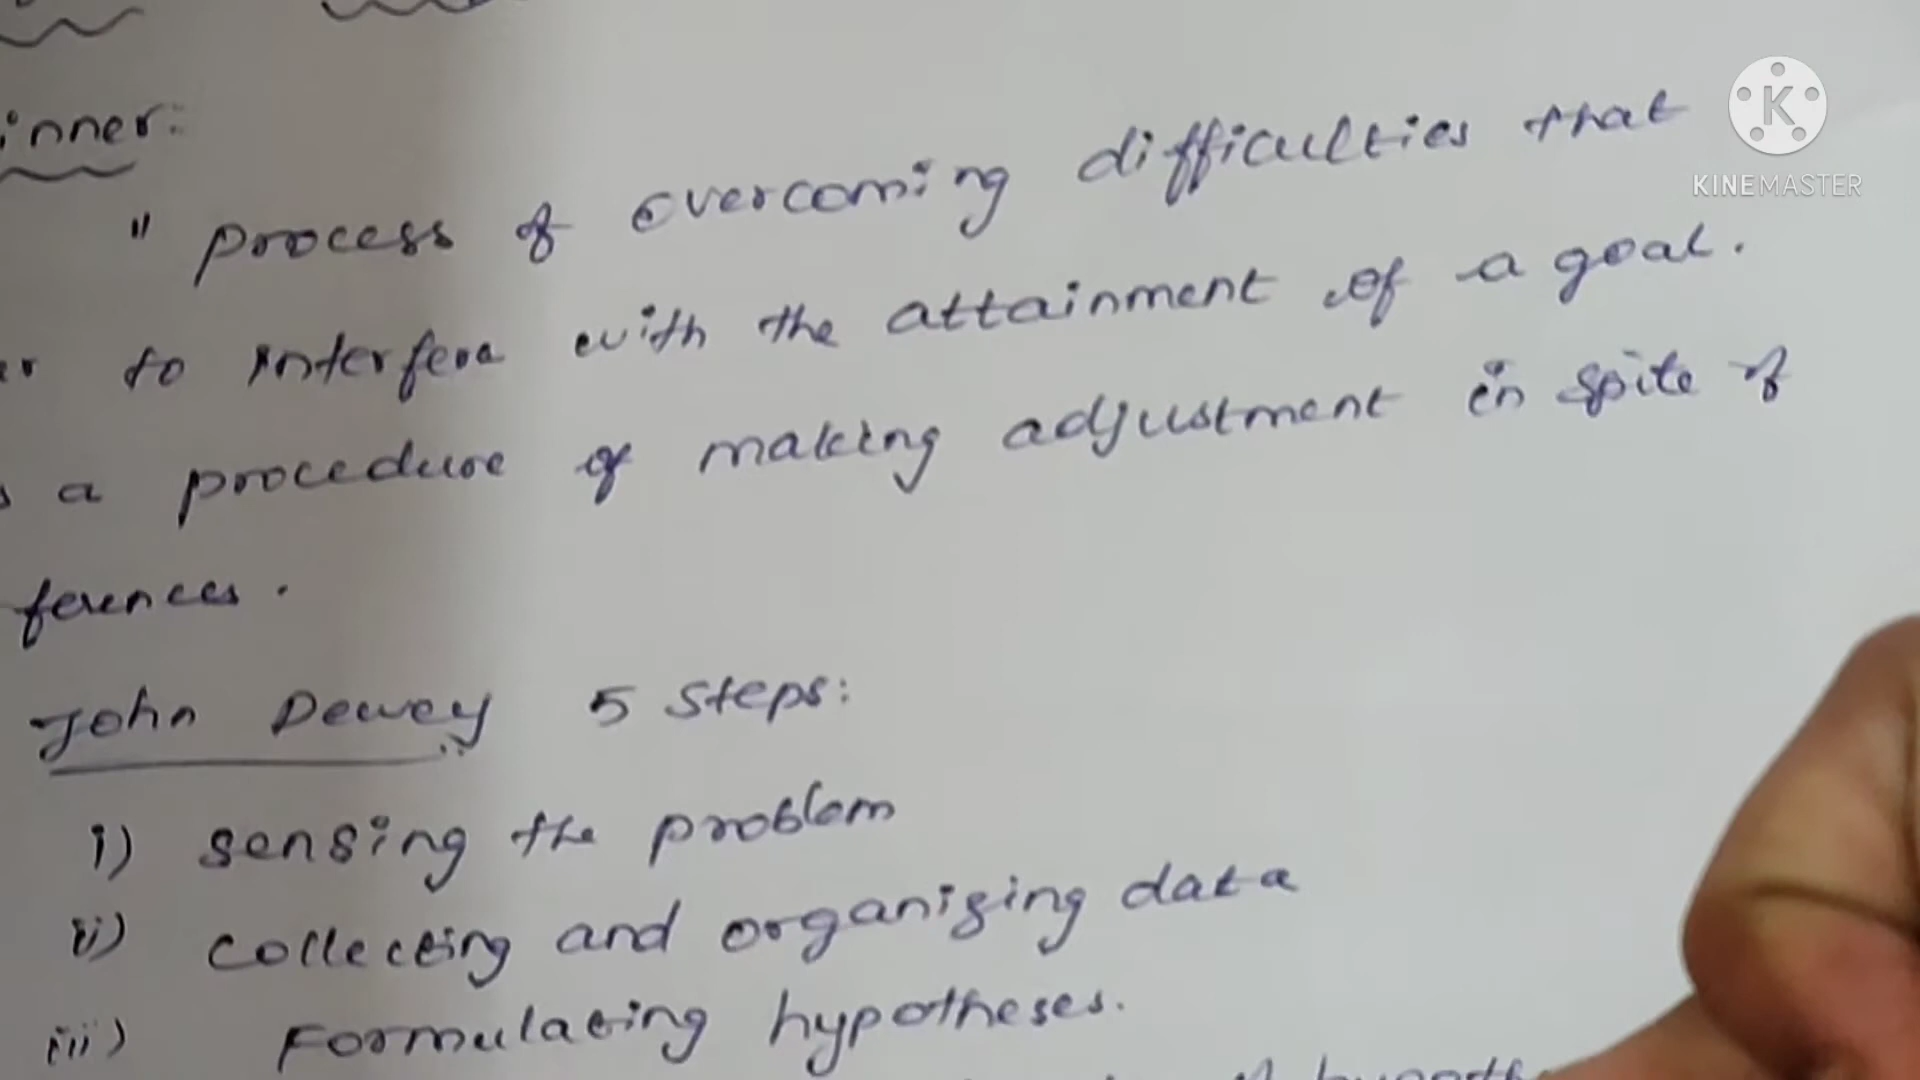 inner:
" process of overcoming difficulties that
to interfere with the attainment of a goal.
a procedure of making adjustment in spite of
ferences.
John Dewey 5 Steps:
i) sensing the problem
ii) collecting and organizing data
iii) Formulating hypotheses.
K
KINEMASTER